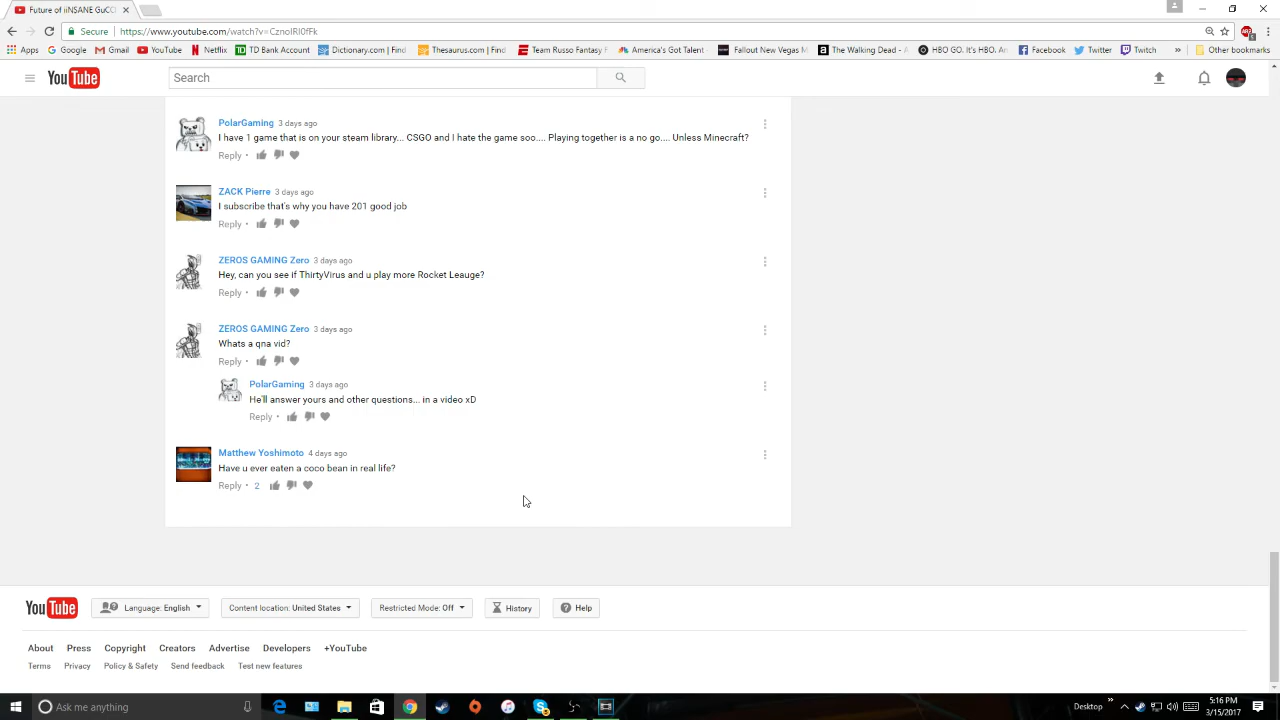 Future of iiNSANE GuCC
Secure https://www.youtube.com/watch?v=CznoIRl0fFk
Apps Google Gmail YouTube Netflix TD Bank Account Dictionary.com | Find Thesaurus.com | Find Team Russo Fantasy F America's Got Talent - Fallout New Vegas M The Walking Dead - A HBO GO. It's HBO. An Facebook Twitter Twitch » Other bookmarks
YouTube Search
PolarGaming 3 days ago
I have 1 game that is on your steam library... CSGO and I hate the game soo.... Playing together is a no go.... Unless Minecraft?
Reply •
ZACK Pierre 3 days ago
I subscribe that's why you have 201 good job
Reply •
ZEROS GAMING Zero 3 days ago
Hey, can you see if ThirtyVirus and u play more Rocket Leauge?
Reply •
ZEROS GAMING Zero 3 days ago
Whats a qna vid?
Reply •
PolarGaming 3 days ago
He'll answer yours and other questions... in a video xD
Reply •
Matthew Yoshimoto 4 days ago
Have u ever eaten a coco bean in real life?
Reply • 2
YouTube Language: English Content location: United States Restricted Mode: Off History Help
About Press Copyright Creators Advertise Developers +YouTube
Terms Privacy Policy & Safety Send feedback Test new features
Ask me anything Desktop » 5:16 PM
3/15/2017